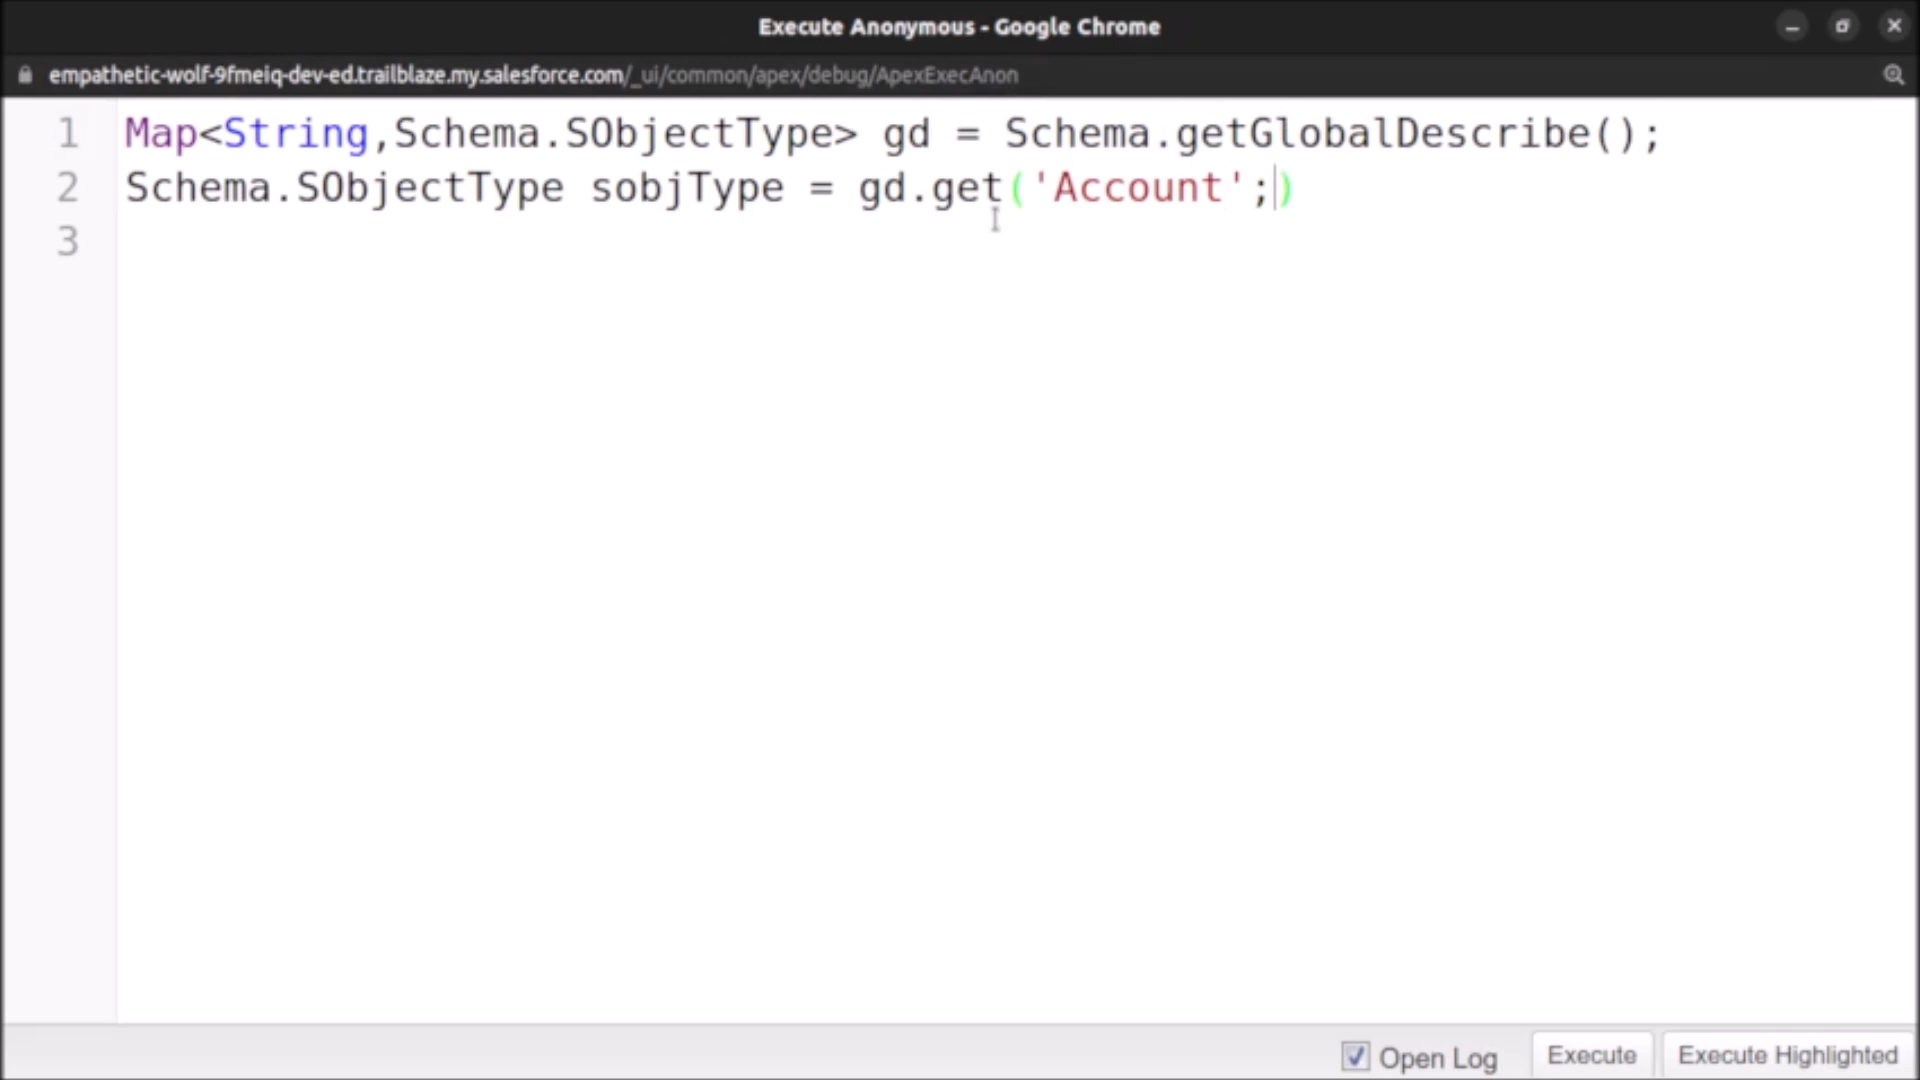 Execute Anonymous - Google Chrome
empathetic-wolf-9fmeiq-dev-ed.trailblaze.my.salesforce.com/_ui/common/apex/debug/ApexExecAnon
1 Map<String,Schema.SObjectType> gd = Schema.getGlobalDescribe();
2 Schema.SObjectType sobjType = gd.get('Account';)
3
Open Log Execute Execute Highlighted